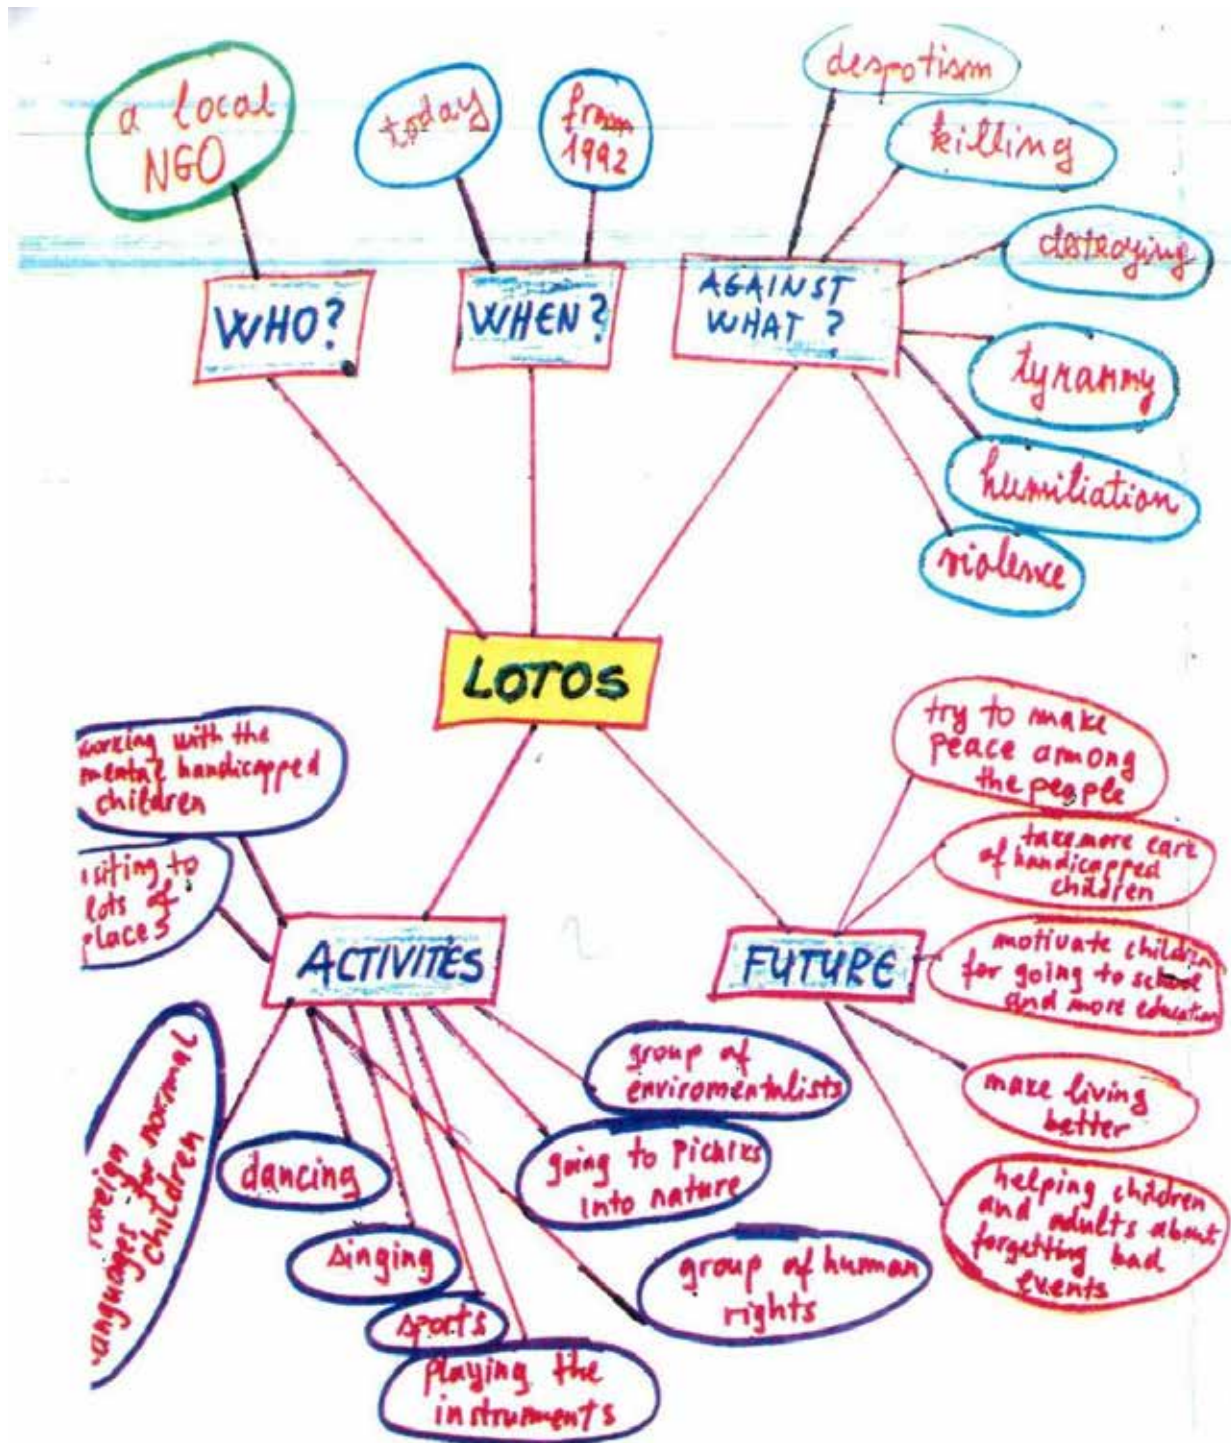 a local
NGO
today
from
1992
despotism
killing
destroying
tyranny
humiliation
violence
WHO?
WHEN?
AGAINST
WHAT?
LOTOS
working with the
mental handicapped
children
isiting to
lots of
places
ACTIVITES
foreign
languages for normal
children
dancing
singing
sports
playing the
instruments
group of human
rights
going to picniks
into nature
group of
enviromentalists
FUTURE
try to make
peace among
the people
take more care
of handicapped
children
motivate children
for going to school
and more education
make living
better
helping children
and adults about
forgetting bad
events